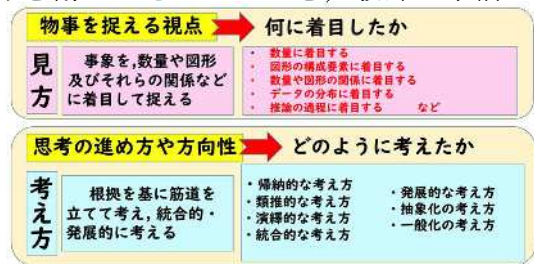 物事を捉える視点 何に着目したか
見方
事象を,数量や図形
及びそれらの関係など
に着目して捉える
・ 数量に着目する
・ 図形の構成要素に着目する
・ 数量や図形の関係に着目する
・ データの分布に着目する
・ 推論の過程に着目する など
思考の進め方や方向性 どのように考えたか
考え方
根拠を基に筋道を
立てて考え,統合的・
発展的に考える
・帰納的な考え方
・類推的な考え方
・演繹的な考え方
・統合的な考え方
・発展的な考え方
・抽象化の考え方
・一般化の考え方